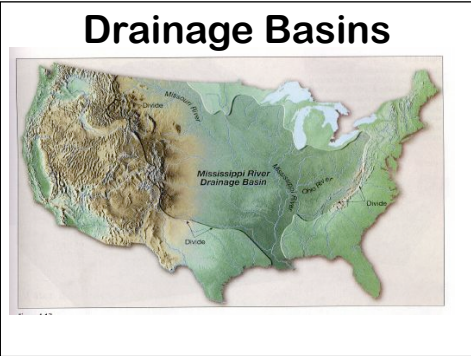 Drainage Basins
Missouri River
Divide
Mississippi River
Drainage Basin
Mississippi River
Ohio River
Divide
Divide